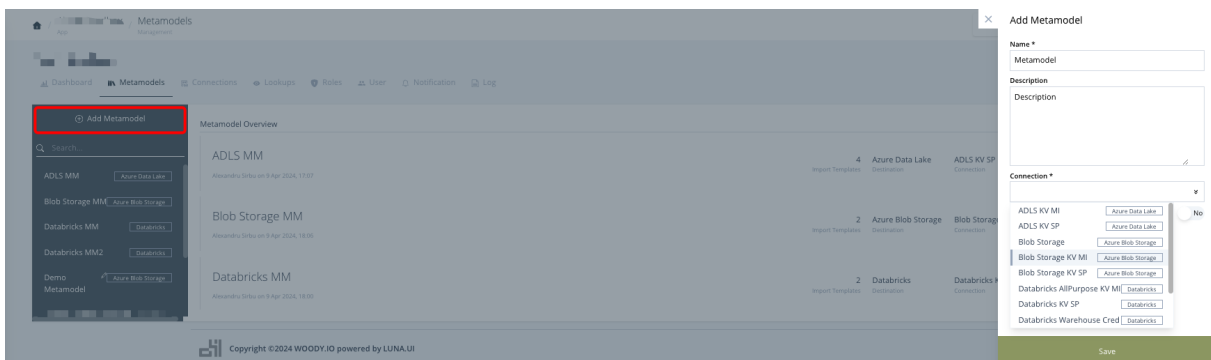 Metamodels
App
Management
Dashboard
Metamodels
Connections
Lookups
Roles
User
Notification
Log
Add Metamodel
Search...
ADLS MM Azure Data Lake
Blob Storage MM Azure Blob Storage
Databricks MM Databricks
Databricks MM2 Databricks
Demo Metamodel Azure Blob Storage
Metamodel Overview
ADLS MM
Alexandru Sirbu on 9 Apr 2024, 17:07
4 Azure Data Lake ADLS KV SP
Import Templates Destination Connection
Blob Storage MM
Alexandru Sirbu on 9 Apr 2024, 18:06
2 Azure Blob Storage Blob Storage
Import Templates Destination Connection
Databricks MM
Alexandru Sirbu on 9 Apr 2024, 18:00
2 Databricks Databricks K
Import Templates Destination Connection
Copyright ©2024 WOODY.IO powered by LUNA.UI
Add Metamodel
Name *
Metamodel
Description
Description
Connection *
No
ADLS KV MI Azure Data Lake
ADLS KV SP Azure Data Lake
Blob Storage Azure Blob Storage
Blob Storage KV MI Azure Blob Storage
Blob Storage KV SP Azure Blob Storage
Databricks AllPurpose KV MI Databricks
Databricks KV SP Databricks
Databricks Warehouse Cred Databricks
Save